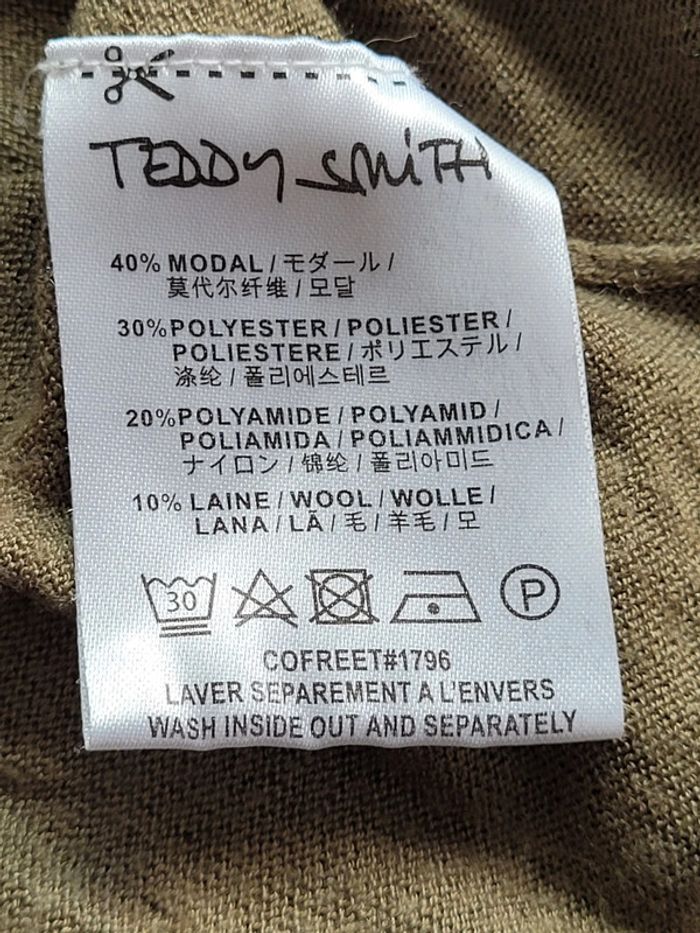 TEDDY SMITH
40% MODAL / モダール /
莫代尔纤维 / 모달
30% POLYESTER / POLIESTER /
POLIESTERE / ポリエステル /
涤纶 / 폴리에스테르
20% POLYAMIDE / POLYAMID /
POLIAMIDA / POLIAMMIDICA /
ナイロン / 锦纶 / 폴리아미드
10% LAINE / WOOL / WOLLE /
LANA / LÃ / 毛 / 羊毛 / 모
30 P
COFREET#1796
LAVER SEPAREMENT A L'ENVERS
WASH INSIDE OUT AND SEPARATELY